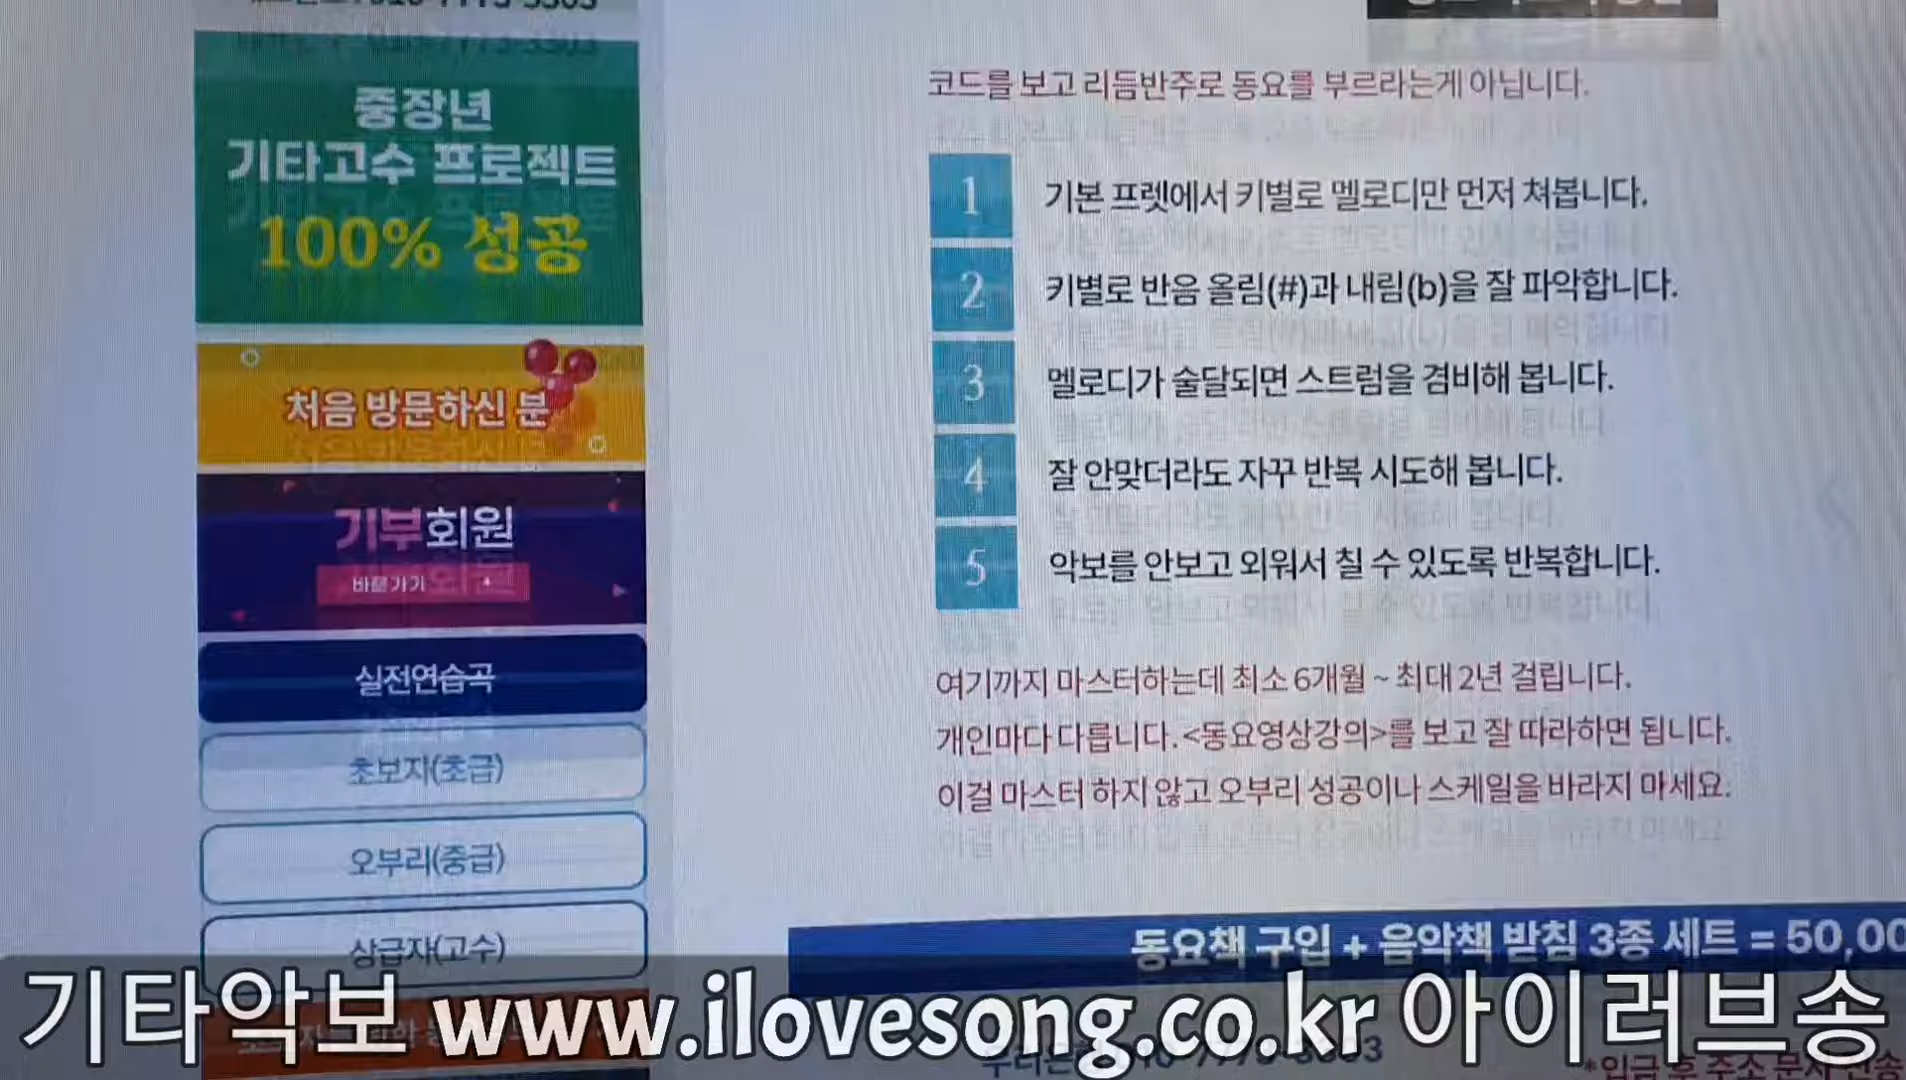 중장년
기타고수 프로젝트
100% 성공
처음 방문하신 분
기부회원
바로가기
실전연습곡
초보자(초급)
오부리(중급)
상급자(고수)
코드를 보고 리듬반주로 동요를 부르라는게 아닙니다.
1 기본 프렛에서 키별로 멜로디만 먼저 쳐봅니다.
2 키별로 반음 올림(#)과 내림(b)을 잘 파악합니다.
3 멜로디가 숙달되면 스트럼을 겸비해 봅니다.
4 잘 안맞더라도 자꾸 반복 시도해 봅니다.
5 악보를 안보고 외워서 칠 수 있도록 반복합니다.
여기까지 마스터하는데 최소 6개월 ~ 최대 2년 걸립니다.
개인마다 다릅니다. <동요영상강의>를 보고 잘 따라하면 됩니다.
이걸 마스터 하지 않고 오부리 성공이나 스케일을 바라지 마세요.
동요책 구입 + 음악책 받침 3종 세트 = 50,00
기타악보 www.ilovesong.co.kr 아이러브송